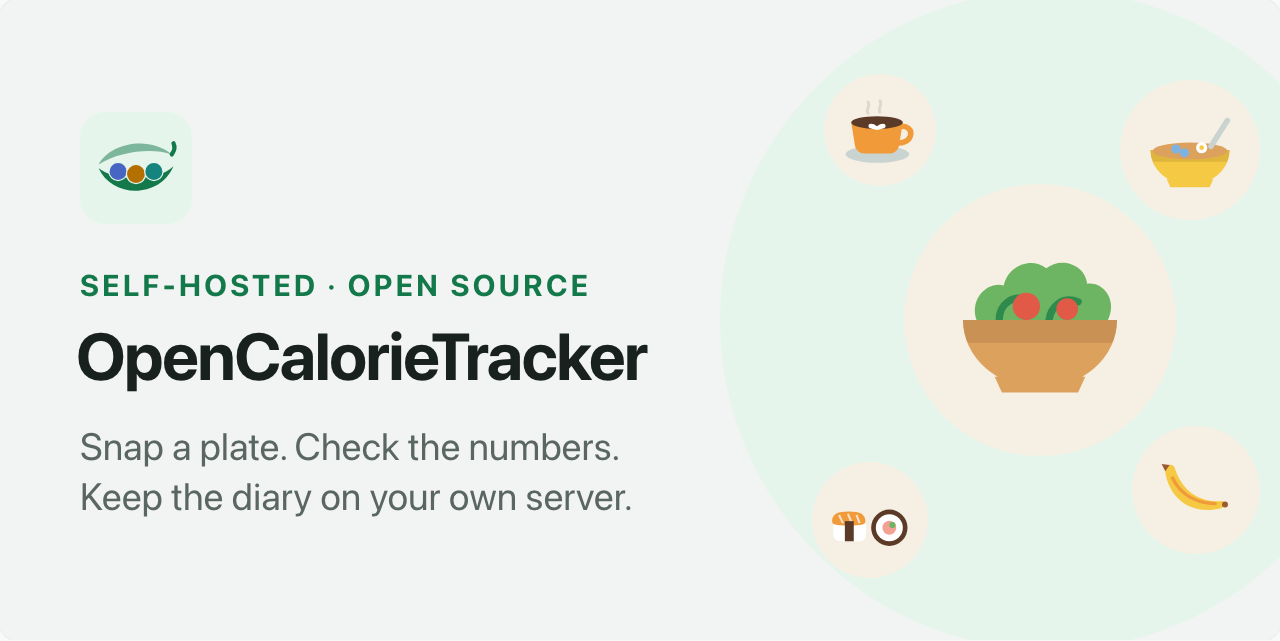 SELF-HOSTED · OPEN SOURCE
OpenCalorieTracker
Snap a plate. Check the numbers.
Keep the diary on your own server.